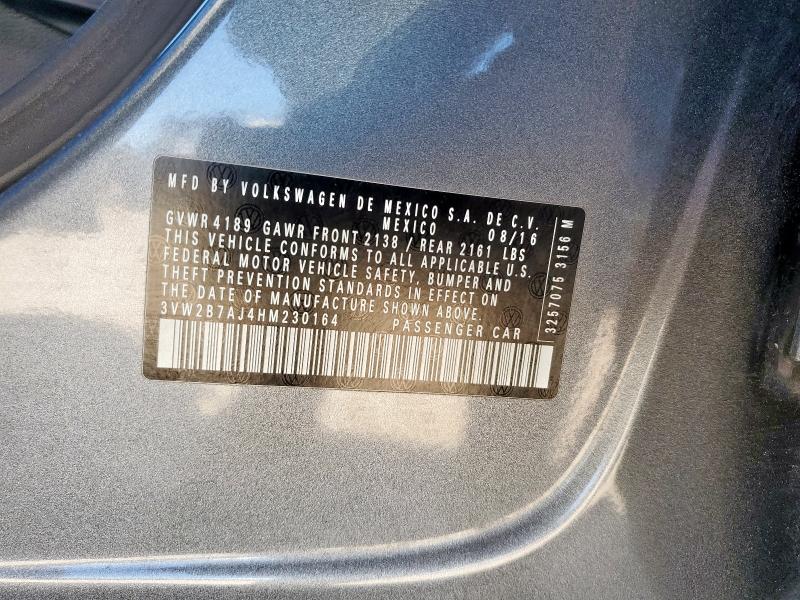 MFD BY VOLKSWAGEN DE MEXICO S.A. DE C.V.
MEXICO 08/16
GVWR 4189 GAWR FRONT 2138 / REAR 2161 LBS
THIS VEHICLE CONFORMS TO ALL APPLICABLE U.S.
FEDERAL MOTOR VEHICLE SAFETY, BUMPER AND
THEFT PREVENTION STANDARDS IN EFFECT ON
THE DATE OF MANUFACTURE SHOWN ABOVE.
3VW2B7AJ4HM230164 PASSENGER CAR
3257075 3156 M